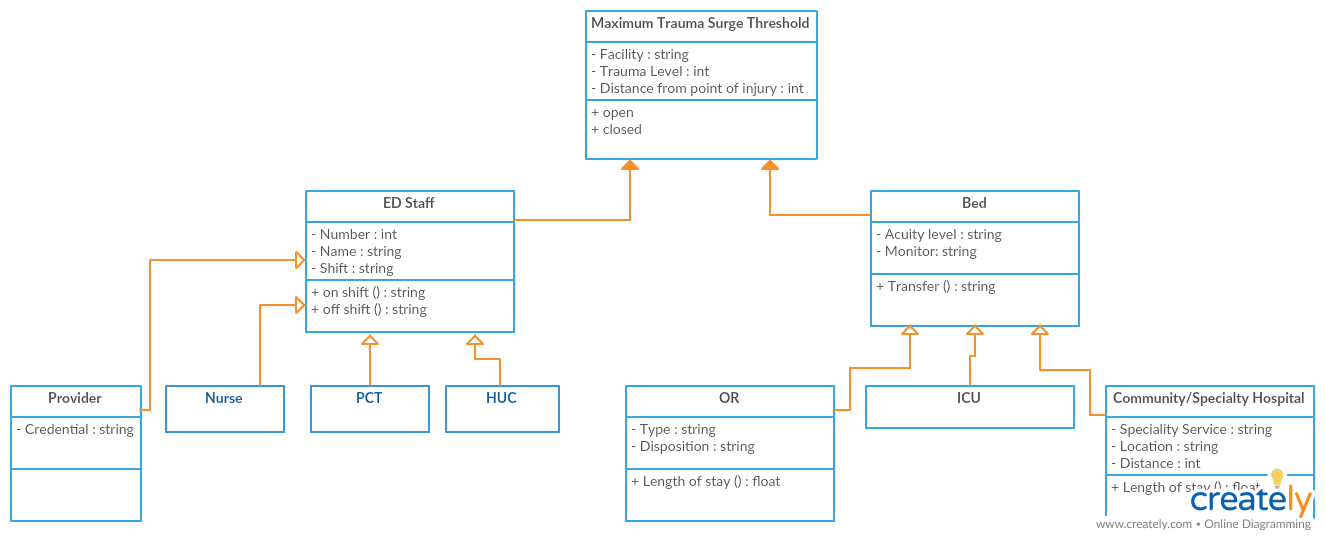 Maximum Trauma Surge Threshold
- Facility : string
- Trauma Level : int
- Distance from point of injury : int
+ open
+ closed
ED Staff
- Number : int
- Name : string
- Shift : string
+ on shift () : string
+ off shift () : string
Bed
- Acuity level : string
- Monitor: string
+ Transfer () : string
Provider
- Credential : string
Nurse
PCT
HUC
OR
- Type : string
- Disposition : string
+ Length of stay () : float
ICU
Community/Specialty Hospital
- Speciality Service : string
- Location : string
- Distance : int
+ Length of stay () : float
creately
www.creately.com • Online Diagramming